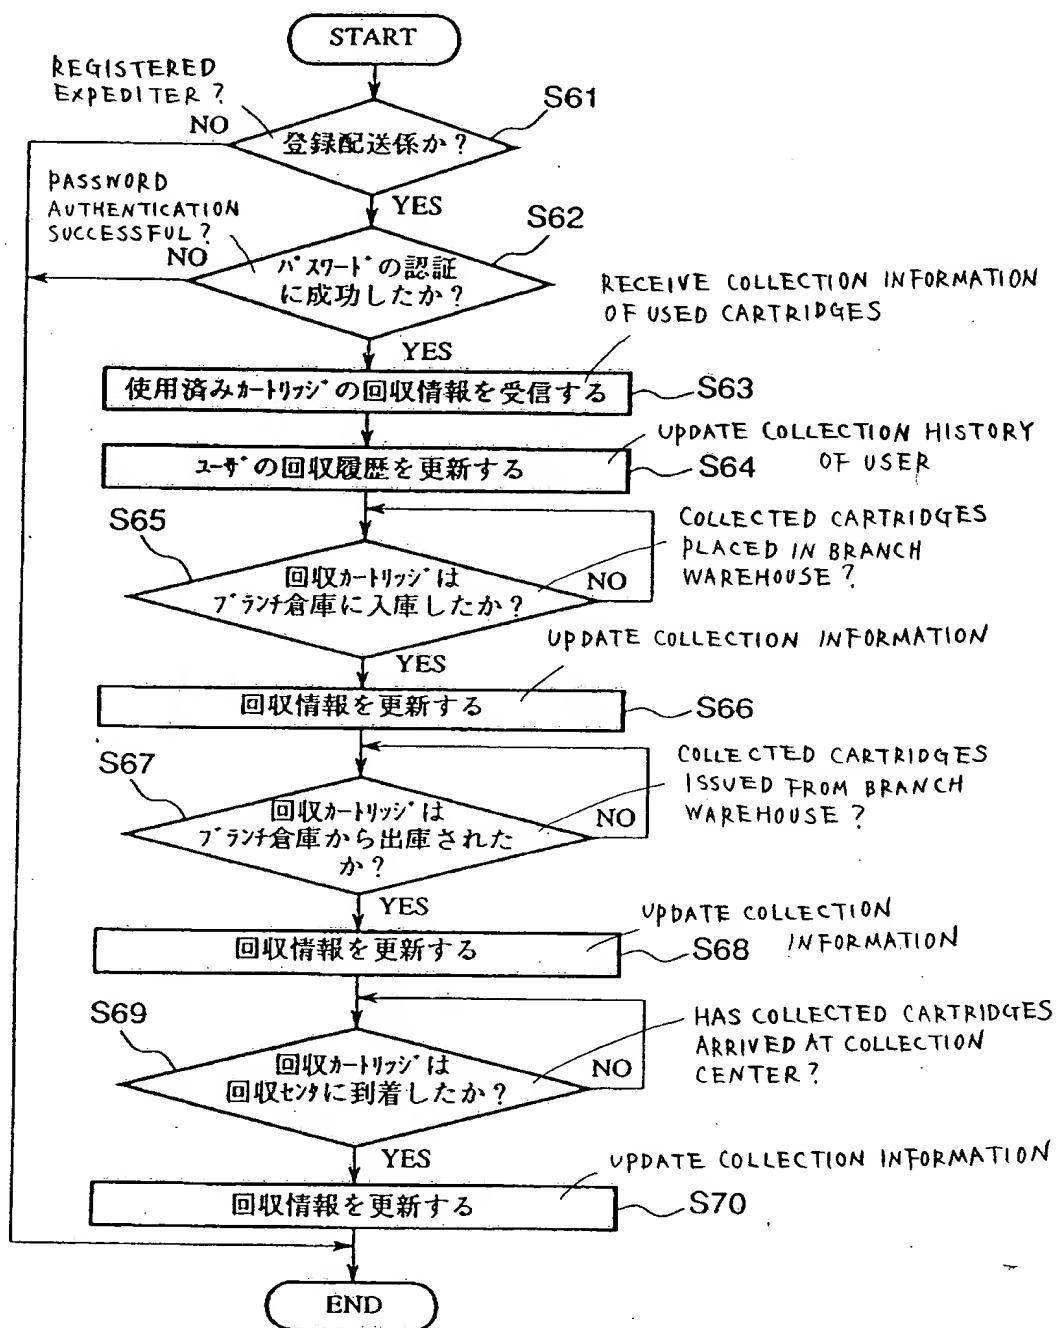 START
REGISTERED
EXPEDITER?
S61
NO
登録配送係か?
PASSWORD
AUTHENTICATION
SUCCESSFUL?
YES
S62
NO
パスワードの認証
に成功したか?
RECEIVE COLLECTION INFORMATION
OF USED CARTRIDGES
YES
使用済みカートリッジの回収情報を受信する
S63
UPDATE COLLECTION HISTORY
OF USER
ユーザの回収履歴を更新する
S64
S65
COLLECTED CARTRIDGES
PLACED IN BRANCH
WAREHOUSE?
回収カートリッジは
ブランチ倉庫に入庫したか?
NO
YES
UPDATE COLLECTION INFORMATION
回収情報を更新する
S66
S67
COLLECTED CARTRIDGES
ISSUED FROM BRANCH
WAREHOUSE?
回収カートリッジは
ブランチ倉庫から出庫された
か?
NO
YES
UPDATE COLLECTION
INFORMATION
回収情報を更新する
S68
S69
HAS COLLECTED CARTRIDGES
ARRIVED AT COLLECTION
CENTER?
回収カートリッジは
回収センタに到着したか?
NO
YES
UPDATE COLLECTION INFORMATION
回収情報を更新する
S70
END